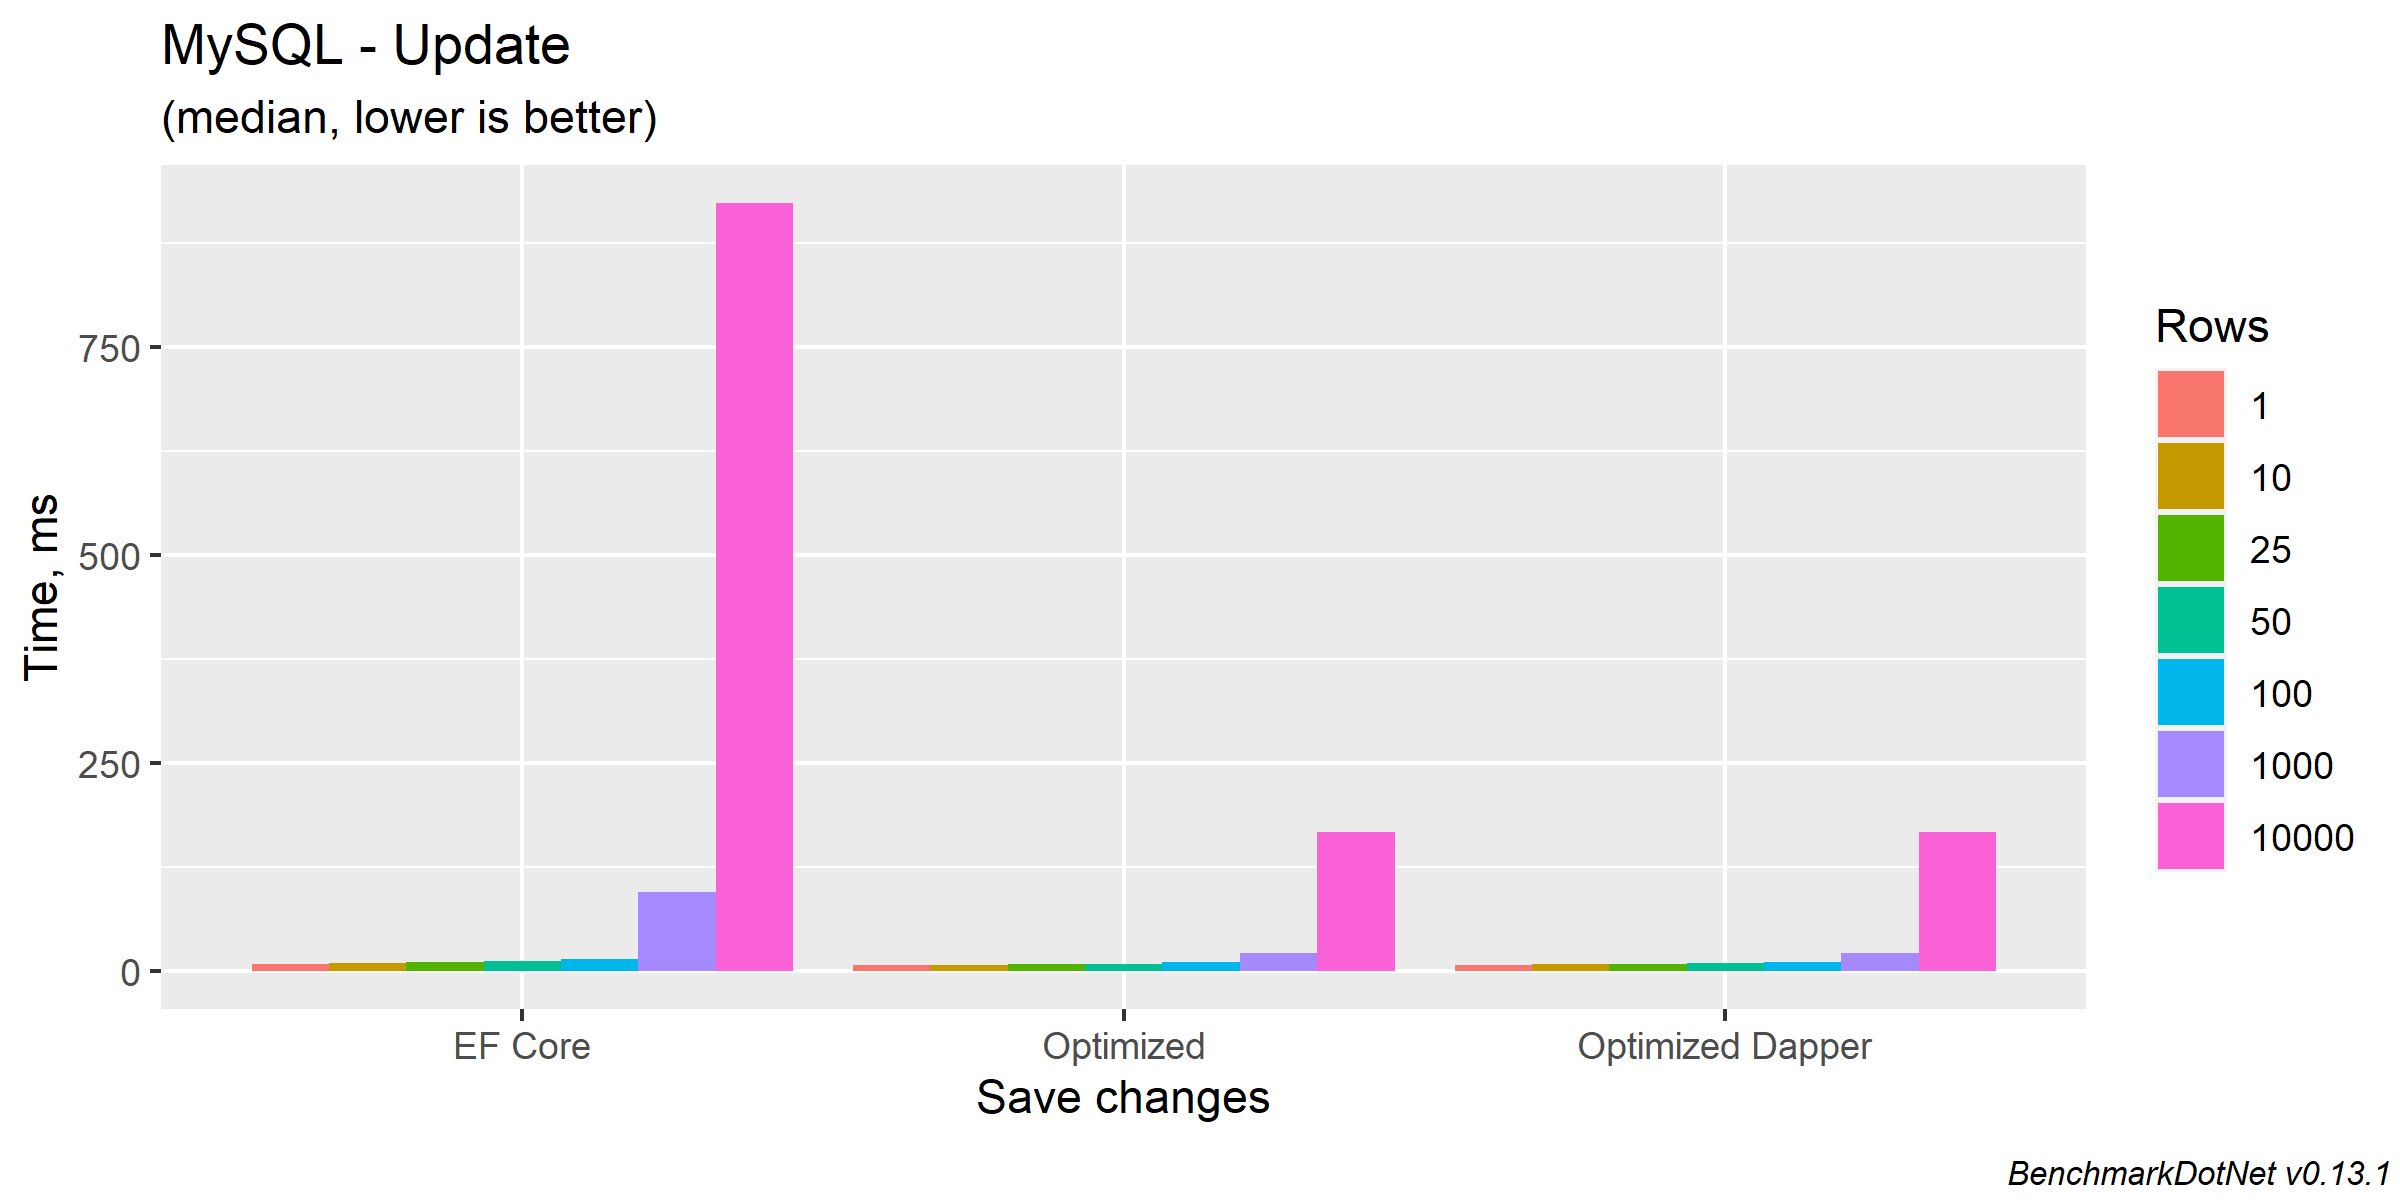 MySQL - Update
(median, lower is better)
Time, ms
750
500
250
0
EF Core
Optimized
Optimized Dapper
Save changes
Rows
1
10
25
50
100
1000
10000
BenchmarkDotNet v0.13.1